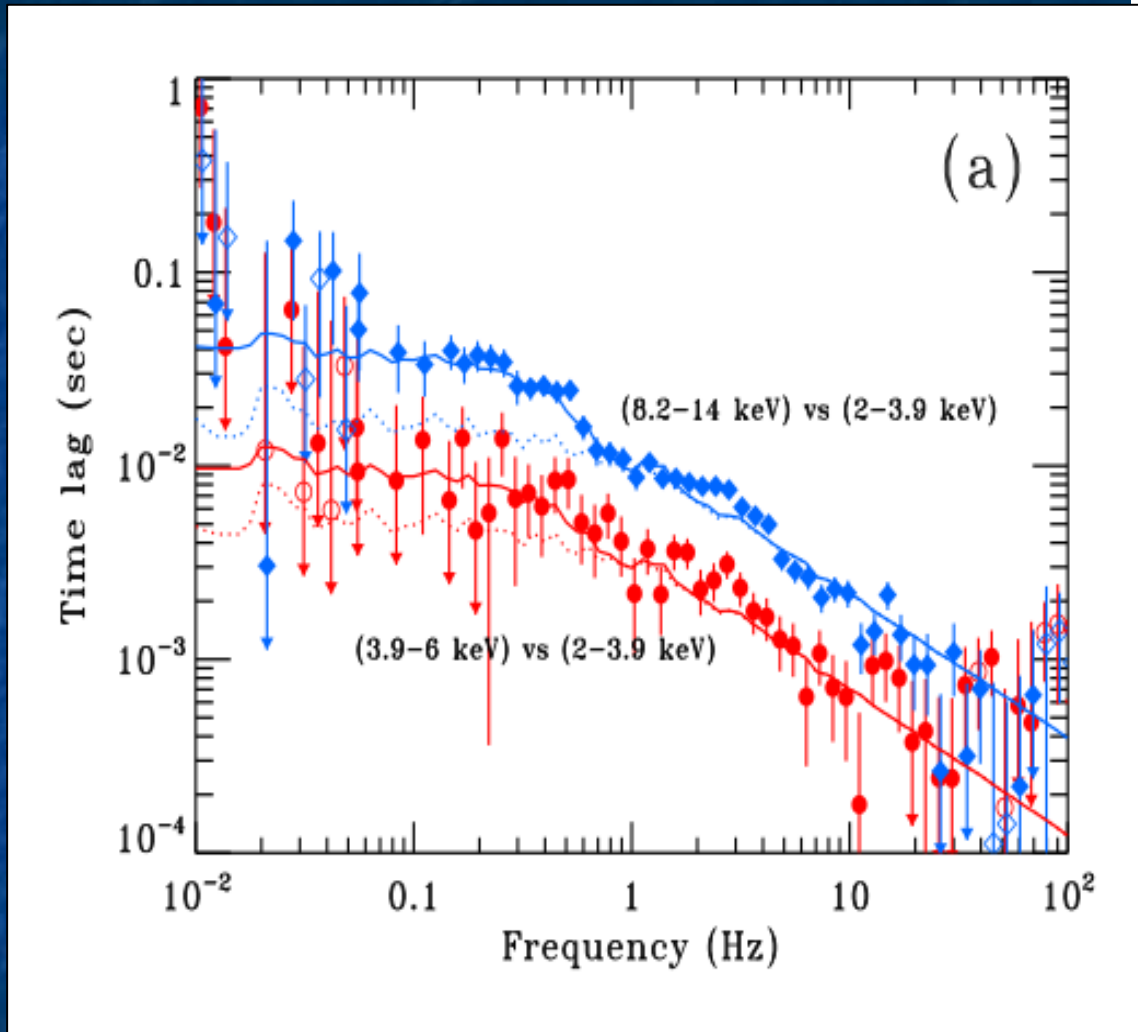 (a)
1
0.1
10⁻²
10⁻³
10⁻⁴
Time lag (sec)
(8.2−14 keV) vs (2−3.9 keV)
(3.9−6 keV) vs (2−3.9 keV)
10⁻² 0.1 1 10 10²
Frequency (Hz)